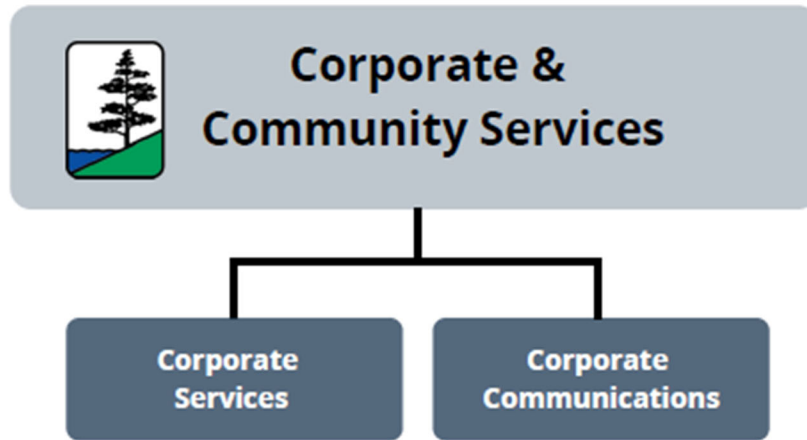 Corporate &
Community Services
Corporate
Services
Corporate
Communications